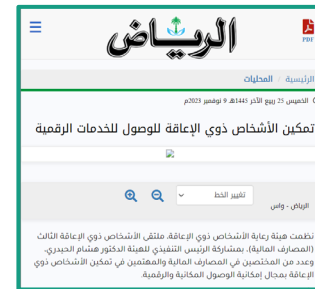 الرياض
PDF
الرئيسية / المحليات
الخميس 25 ربيع الآخر 1445هـ 9 نوفمبر 2023م
تمكين الأشخاص ذوي الإعاقة للوصول للخدمات الرقمية
تغيير الخط
الرياض - واس
نظمت هيئة رعاية الأشخاص ذوي الإعاقة، ملتقى الأشخاص ذوي الإعاقة الثالث
(المصارف المالية)، بمشاركة الرئيس التنفيذي للهيئة الدكتور هشام الحيدري،
وعدد من المختصين في المصارف المالية والمهتمين في تمكين الأشخاص ذوي
الإعاقة بمجال إمكانية الوصول المكانية والرقمية.